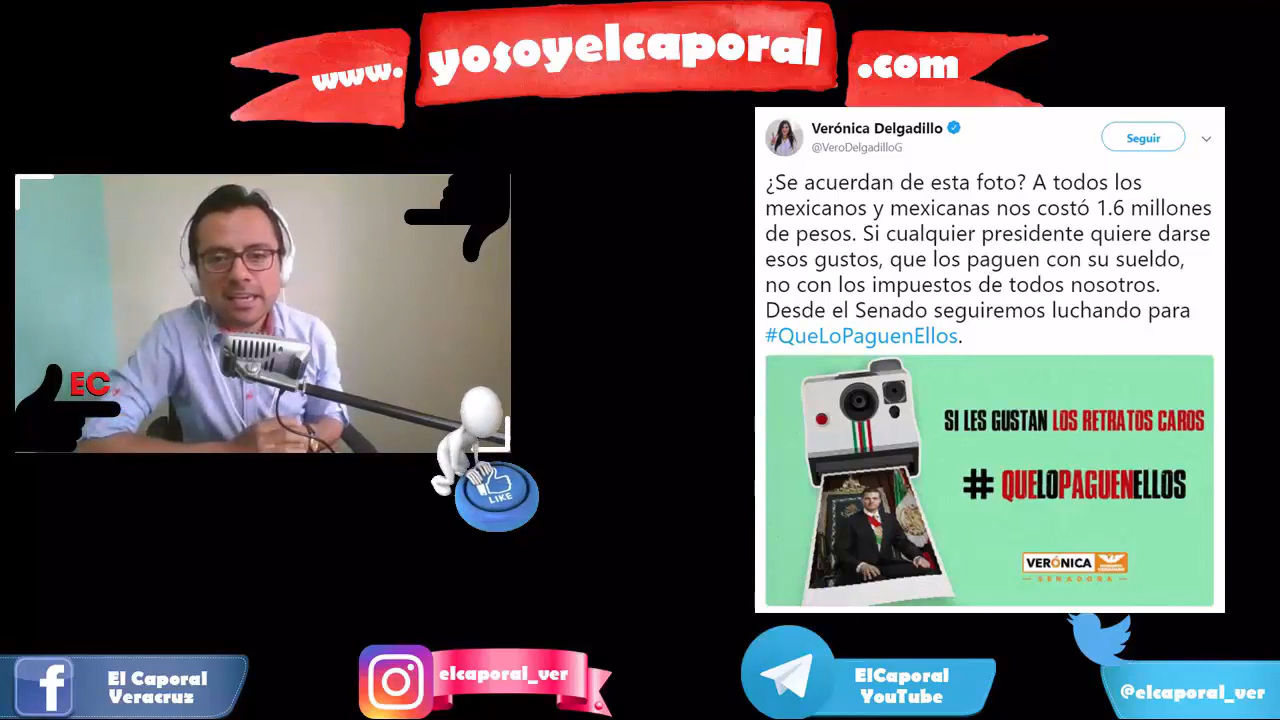 www. yosoyelcaporal .com
Verónica Delgadillo
@VeroDelgadilloG
Seguir
¿Se acuerdan de esta foto? A todos los
mexicanos y mexicanas nos costó 1.6 millones
de pesos. Si cualquier presidente quiere darse
esos gustos, que los paguen con su sueldo,
no con los impuestos de todos nosotros.
Desde el Senado seguiremos luchando para
#QueLoPaguenEllos.
SI LES GUSTAN LOS RETRATOS CAROS
# QUELOPAGUENELLOS
VERÓNICA
SENADORA
EC
LIKE
El Caporal
Veracruz
elcaporal_ver
ElCaporal
YouTube
@elcaporal_ver